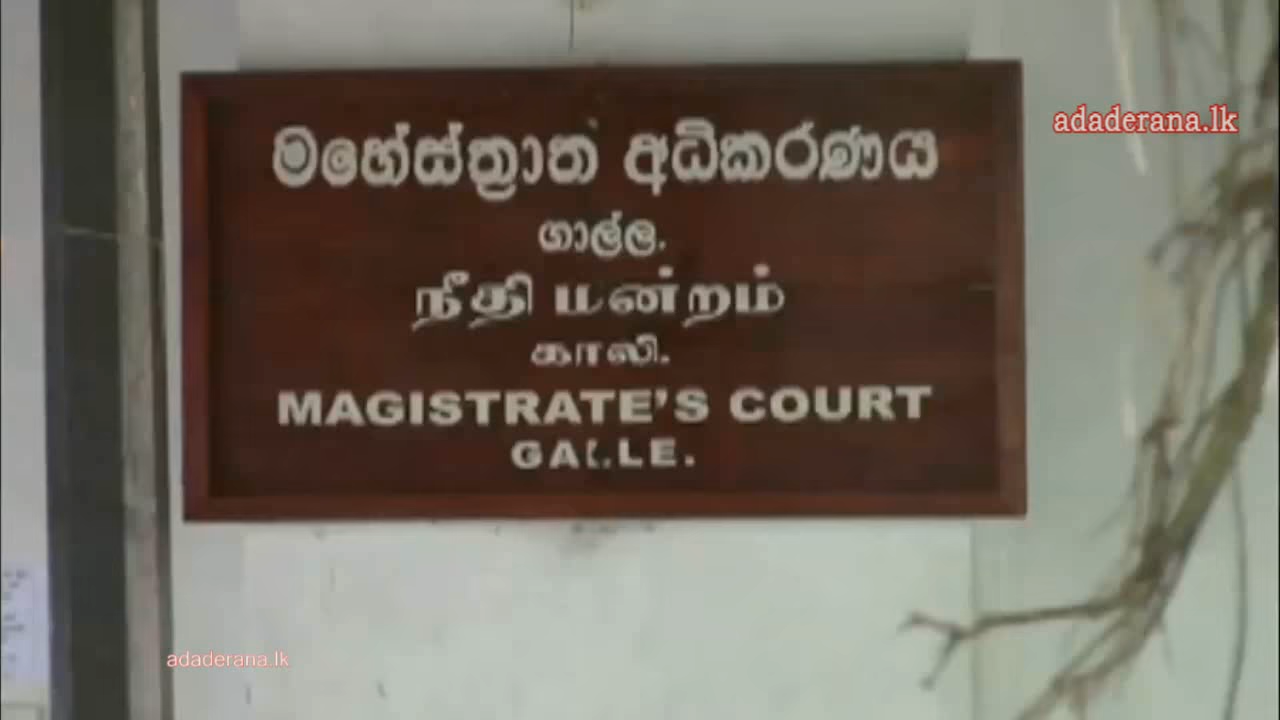 adaderana.lk
මහේස්ත්‍රාත අධිකරණය
ගාල්ල.
நீதி மன்றம்
காலி.
MAGISTRATE'S COURT
GALLE.
adaderana.lk